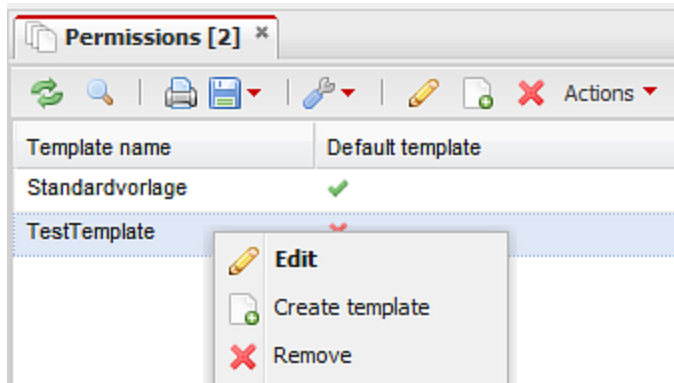 Permissions [2]
Actions
Template name Default template
Standardvorlage
TestTemplate
Edit
Create template
Remove